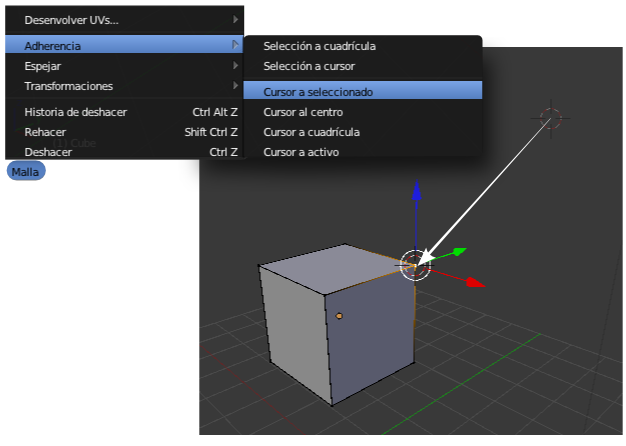 Desenvolver UVs...
Adherencia
Espejar
Transformaciones
Historia de deshacer Ctrl Alt Z
Rehacer Shift Ctrl Z
Deshacer Ctrl Z
Malla
Selección a cuadrícula
Selección a cursor
Cursor a seleccionado
Cursor al centro
Cursor a cuadrícula
Cursor a activo
(1) Cube